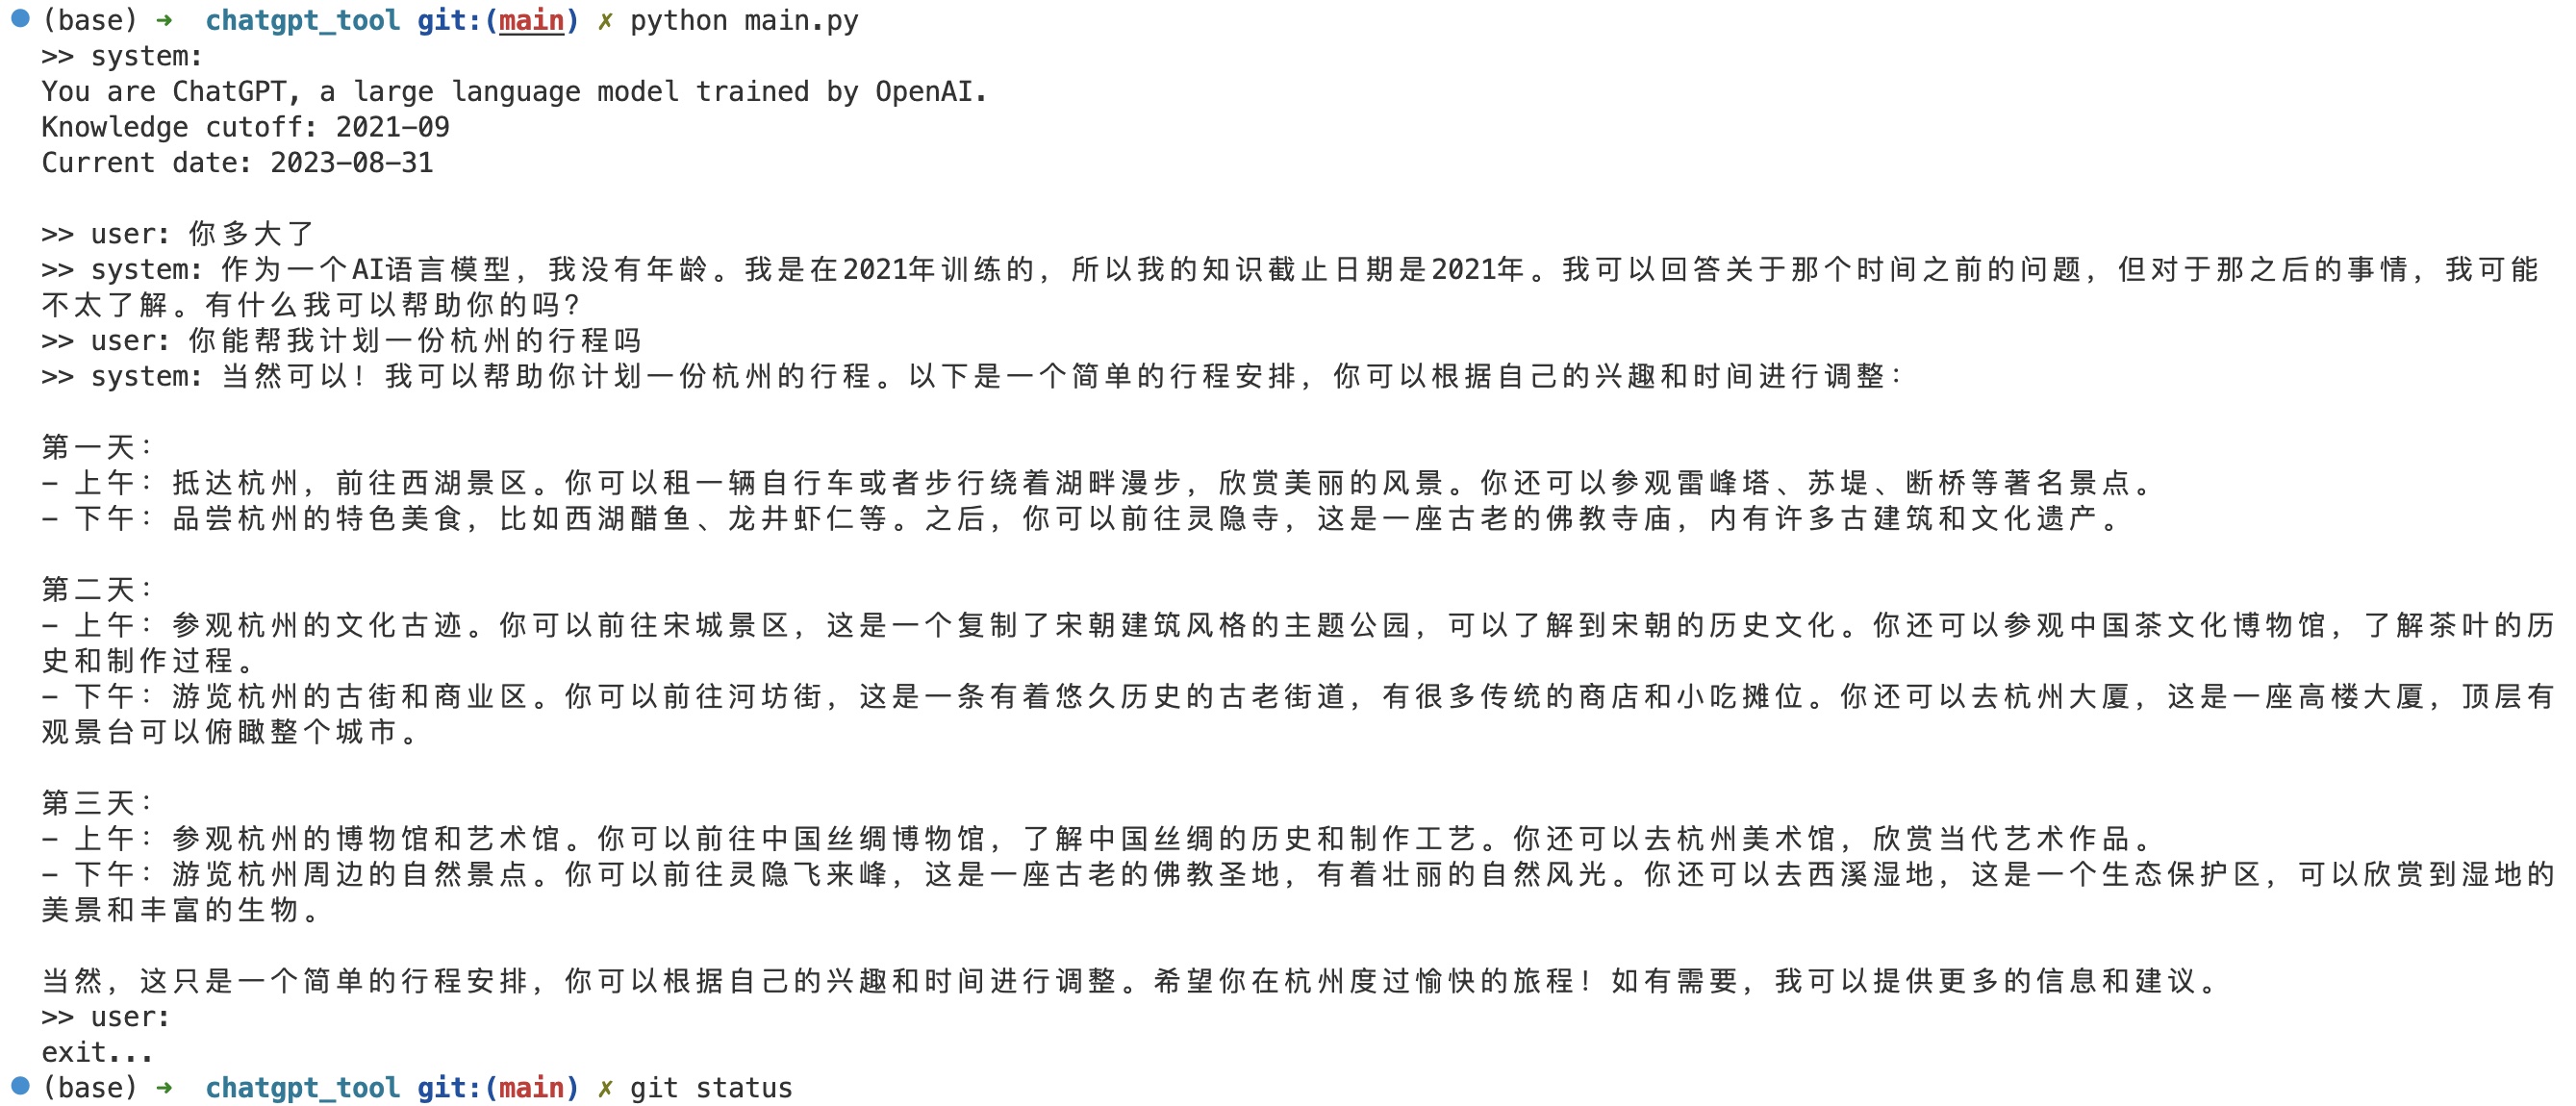 (base) ➜  chatgpt_tool git:(main) ✗ python main.py
>> system:
You are ChatGPT, a large language model trained by OpenAI.
Knowledge cutoff: 2021-09
Current date: 2023-08-31
>> user: 你多大了
>> system: 作为一个AI语言模型，我没有年龄。我是在2021年训练的，所以我的知识截止日期是2021年。我可以回答关于那个时间之前的问题，但对于那之后的事情，我可能
不太了解。有什么我可以帮助你的吗？
>> user: 你能帮我计划一份杭州的行程吗
>> system: 当然可以！我可以帮助你计划一份杭州的行程。以下是一个简单的行程安排，你可以根据自己的兴趣和时间进行调整：
第一天：
- 上午：抵达杭州，前往西湖景区。你可以租一辆自行车或者步行绕着湖畔漫步，欣赏美丽的风景。你还可以参观雷峰塔、苏堤、断桥等著名景点。
- 下午：品尝杭州的特色美食，比如西湖醋鱼、龙井虾仁等。之后，你可以前往灵隐寺，这是一座古老的佛教寺庙，内有许多古建筑和文化遗产。
第二天：
- 上午：参观杭州的文化古迹。你可以前往宋城景区，这是一个复制了宋朝建筑风格的主题公园，可以了解到宋朝的历史文化。你还可以参观中国茶文化博物馆，了解茶叶的历
史和制作过程。
- 下午：游览杭州的古街和商业区。你可以前往河坊街，这是一条有着悠久历史的古老街道，有很多传统的商店和小吃摊位。你还可以去杭州大厦，这是一座高楼大厦，顶层有
观景台可以俯瞰整个城市。
第三天：
- 上午：参观杭州的博物馆和艺术馆。你可以前往中国丝绸博物馆，了解中国丝绸的历史和制作工艺。你还可以去杭州美术馆，欣赏当代艺术作品。
- 下午：游览杭州周边的自然景点。你可以前往灵隐飞来峰，这是一座古老的佛教圣地，有着壮丽的自然风光。你还可以去西溪湿地，这是一个生态保护区，可以欣赏到湿地的
美景和丰富的生物。
当然，这只是一个简单的行程安排，你可以根据自己的兴趣和时间进行调整。希望你在杭州度过愉快的旅程！如有需要，我可以提供更多的信息和建议。
>> user:
exit...
(base) ➜  chatgpt_tool git:(main) ✗ git status